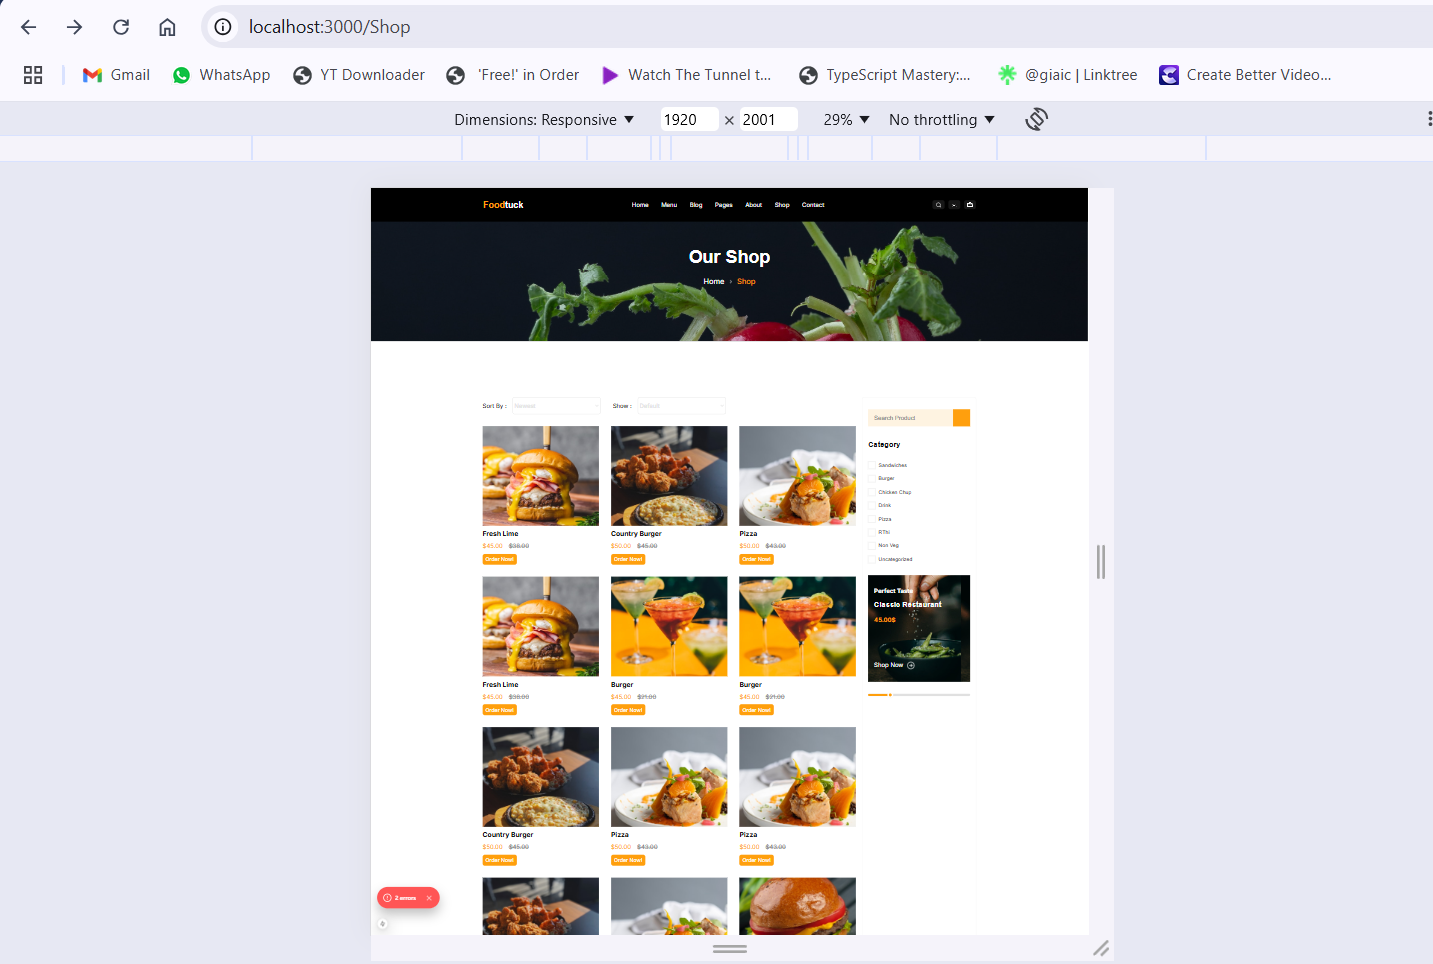 localhost:3000/Shop
Gmail WhatsApp YT Downloader 'Free!' in Order Watch The Tunnel t... TypeScript Mastery:... @giaic | Linktree Create Better Video...
Dimensions: Responsive 1920 × 2001 29% No throttling
Foodtuck Home Menu Blog Pages About Shop Contact
Our Shop
Home › Shop
Sort By : Newest Show : Default
Search Product
Category
Sandwiches
Burger
Chicken Chup
Drink
Pizza
Non Veg
Uncategorized
Fresh Lime Country Burger Pizza
$45.00 $38.00 $50.00 $45.00 $50.00 $43.00
Order Now! Order Now! Order Now!
Perfect Taste
Classic Restaurant
45.00$
Shop Now
Fresh Lime Burger Burger
$45.00 $38.00 $45.00 $21.00 $45.00 $21.00
Order Now! Order Now! Order Now!
Country Burger Pizza Pizza
$50.00 $45.00 $50.00 $43.00 $50.00 $43.00
Order Now! Order Now! Order Now!
2 errors